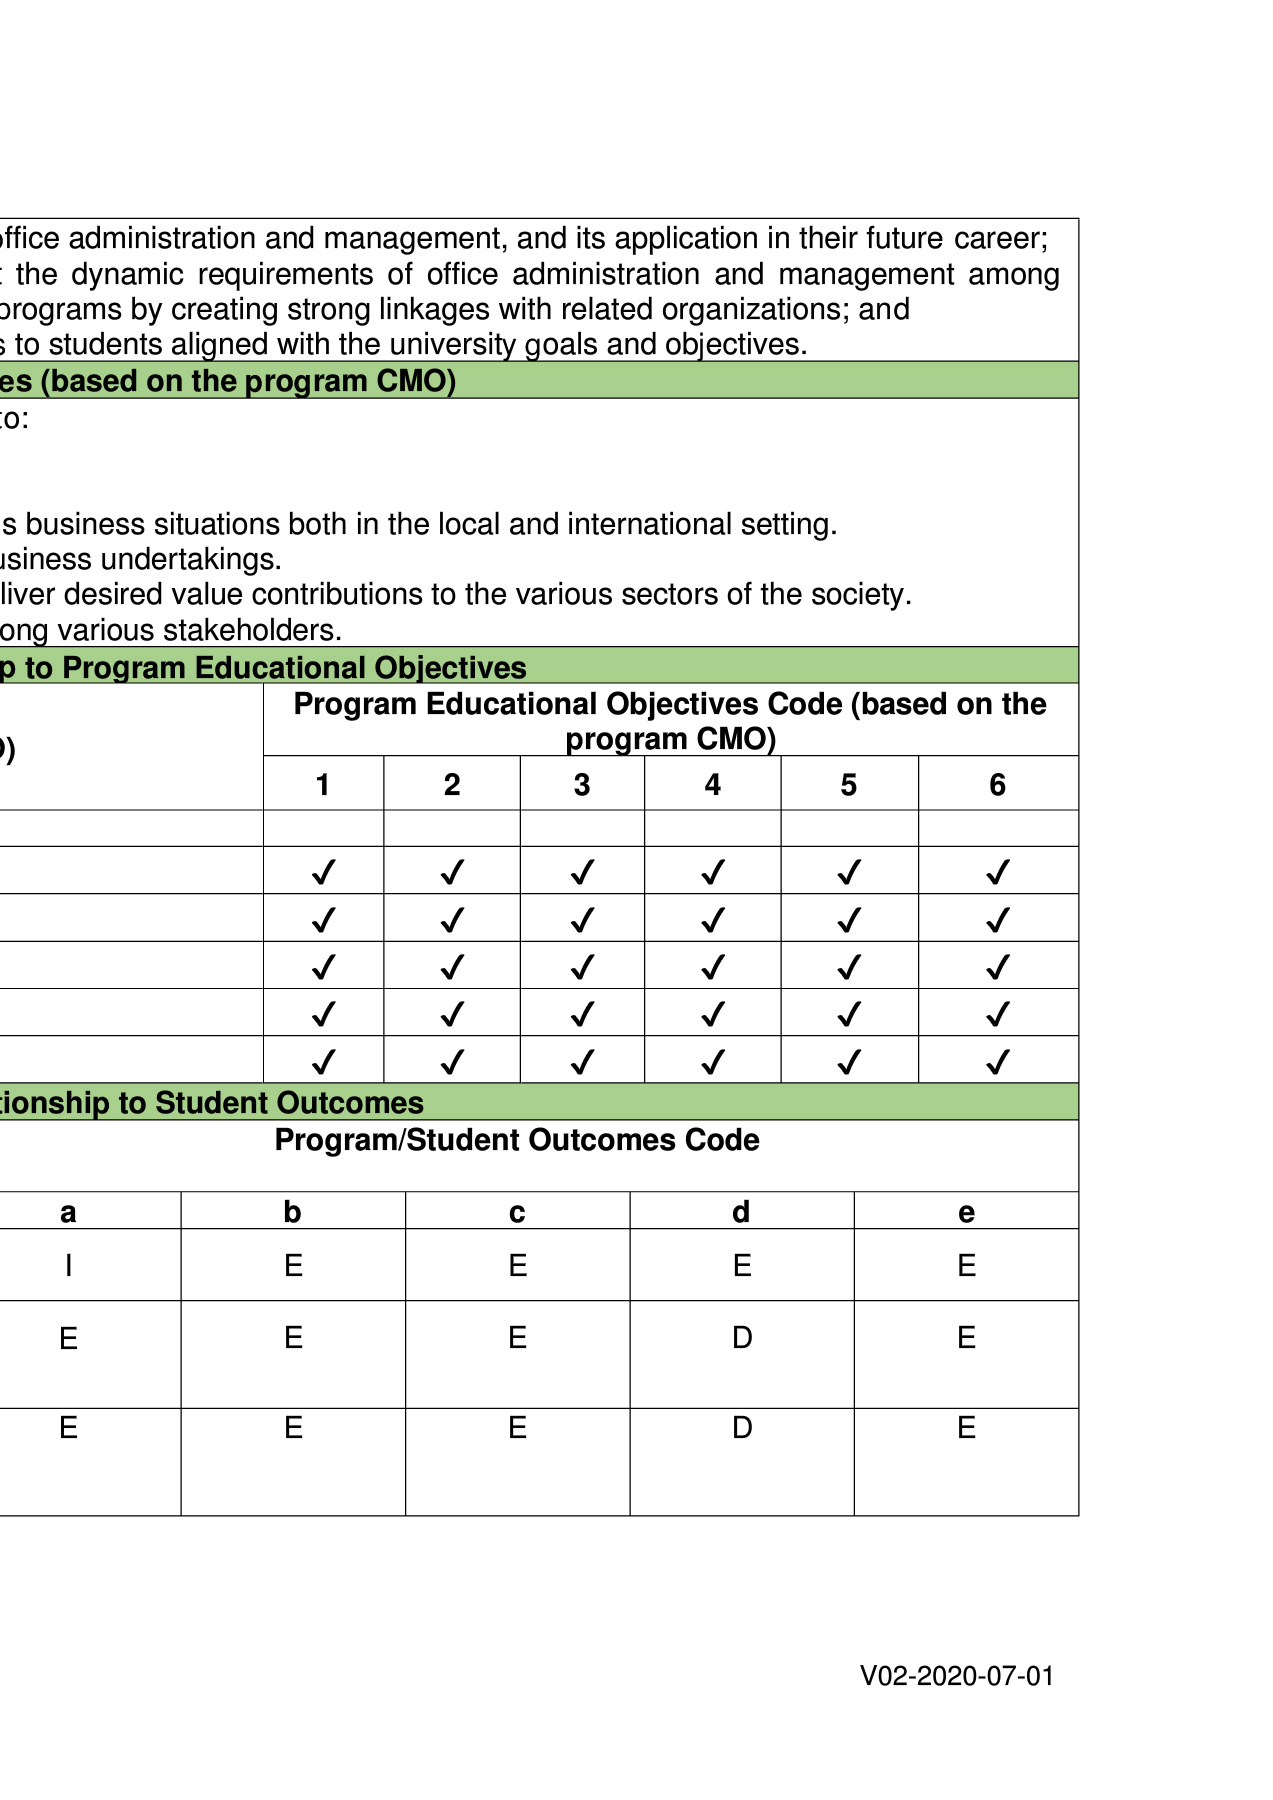 office administration and management, and its application in their future career;
the dynamic requirements of office administration and management among
programs by creating strong linkages with related organizations; and
s to students aligned with the university goals and objectives.
es (based on the program CMO)
to:
s business situations both in the local and international setting.
usiness undertakings.
liver desired value contributions to the various sectors of the society.
ong various stakeholders.
p to Program Educational Objectives
Program Educational Objectives Code (based on the
program CMO)
)
1 2 3 4 5 6
✓ ✓ ✓ ✓ ✓ ✓
✓ ✓ ✓ ✓ ✓ ✓
✓ ✓ ✓ ✓ ✓ ✓
✓ ✓ ✓ ✓ ✓ ✓
✓ ✓ ✓ ✓ ✓ ✓
tionship to Student Outcomes
Program/Student Outcomes Code
a b c d e
I E E E E
E E E D E
E E E D E
V02-2020-07-01